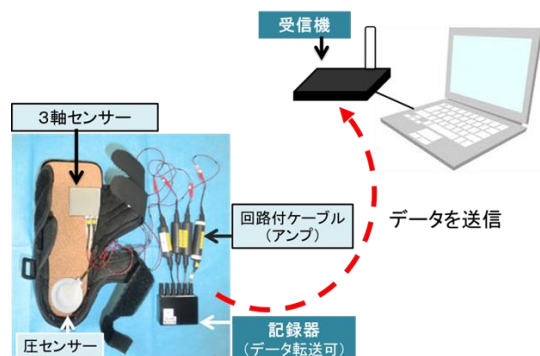 受信機
3軸センサー
回路付ケーブル
(アンプ)
データを送信
圧センサー
記録器
(データ転送可)